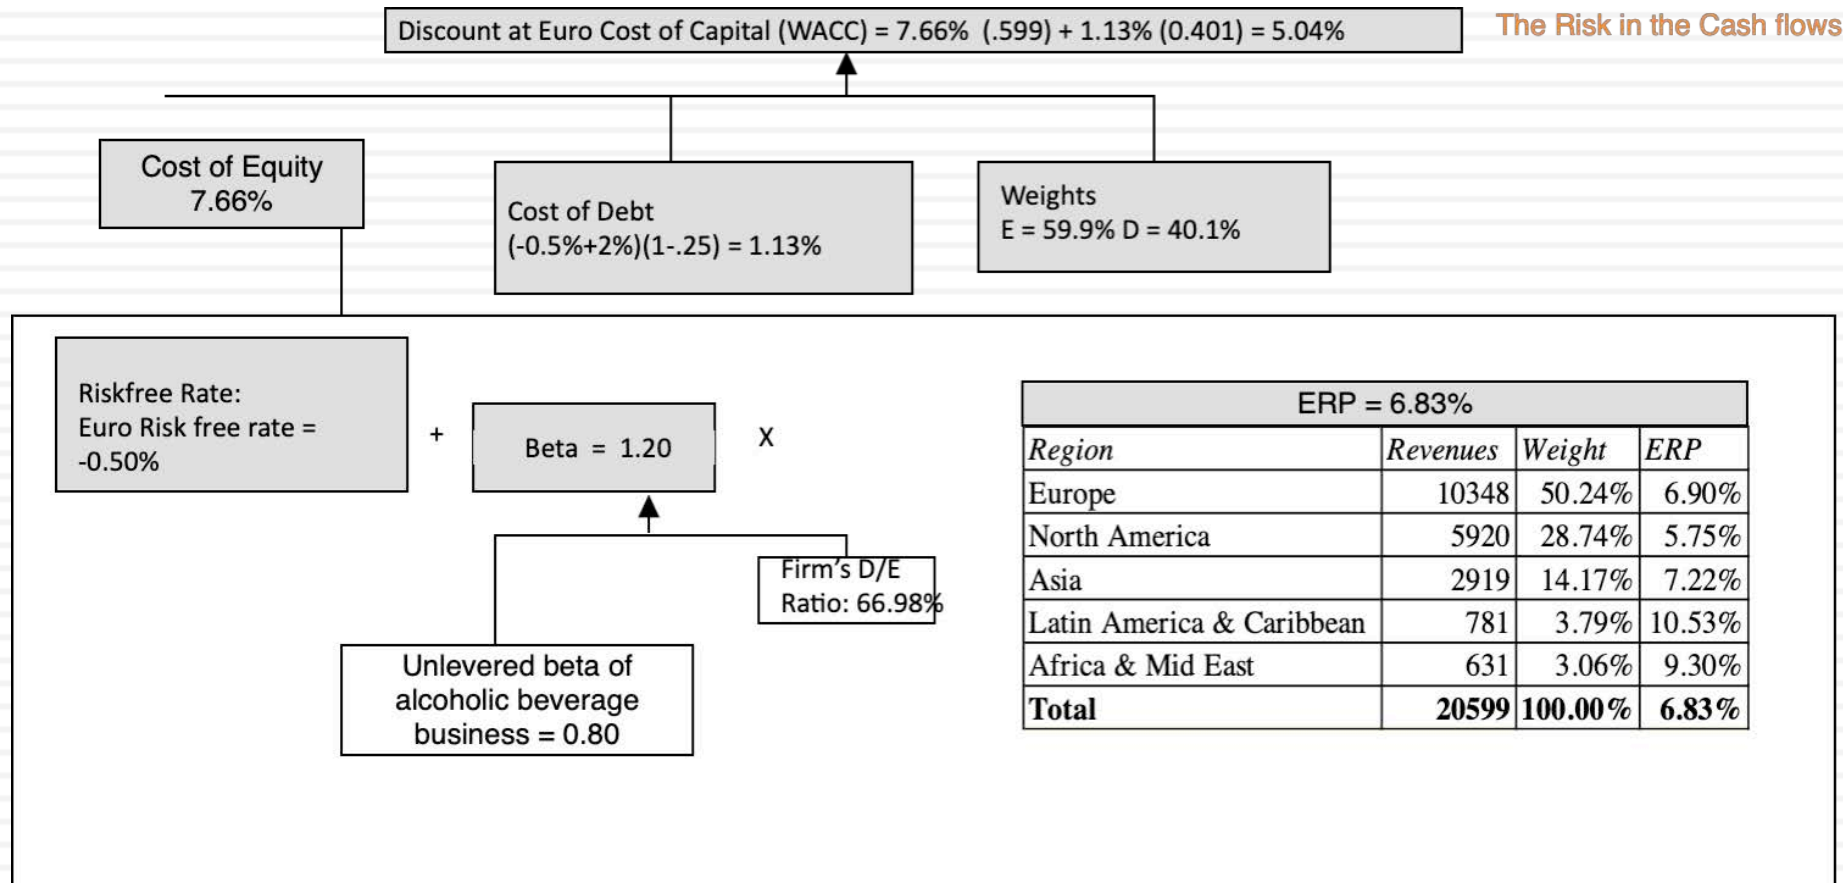 Discount at Euro Cost of Capital (WACC) = 7.66% (.599) + 1.13% (0.401) = 5.04%
The Risk in the Cash flows
Cost of Equity
7.66%
Cost of Debt
(-0.5%+2%)(1-.25) = 1.13%
Weights
E = 59.9% D = 40.1%
Riskfree Rate:
Euro Risk free rate =
-0.50%
+
Beta = 1.20
X
Firm's D/E
Ratio: 66.98%
Unlevered beta of
alcoholic beverage
business = 0.80
ERP = 6.83%
Region Revenues Weight ERP
Europe 10348 50.24% 6.90%
North America 5920 28.74% 5.75%
Asia 2919 14.17% 7.22%
Latin America & Caribbean 781 3.79% 10.53%
Africa & Mid East 631 3.06% 9.30%
Total 20599 100.00% 6.83%